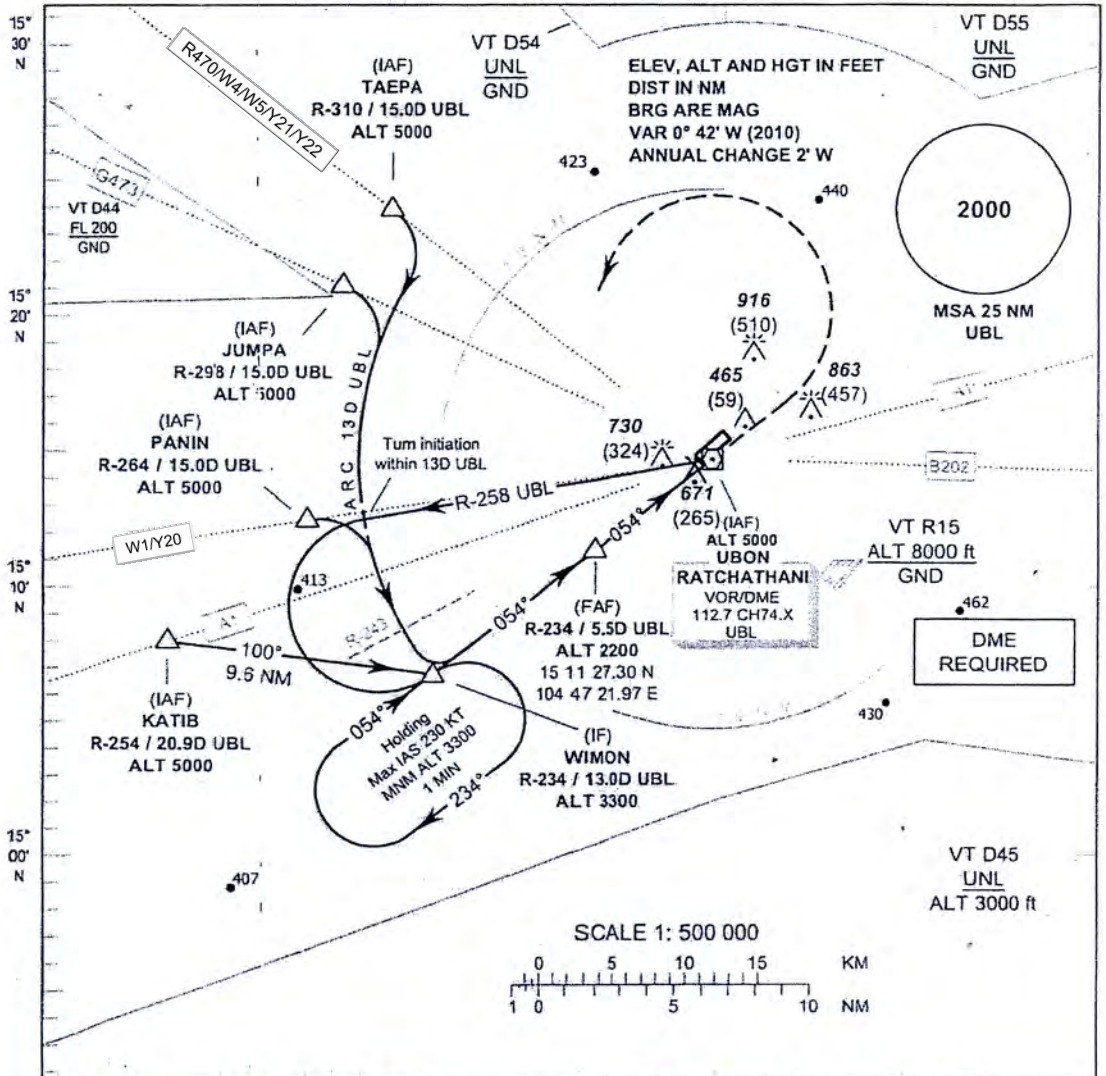 15°
30'
N
VT D54
UNL
GND
VT D55
UNL
GND
R470/W4/W5/Y21/Y22
(IAF)
TAEPA
R-310 / 15.0D UBL
ALT 5000
ELEV, ALT AND HGT IN FEET
DIST IN NM
BRG ARE MAG
VAR 0° 42' W (2010)
ANNUAL CHANGE 2' W
423
440
G473
VT D44
FL 200
GND
2000
MSA 25 NM
UBL
15°
20'
N
(IAF)
JUMPA
R-298 / 15.0D UBL
ALT 5000
916
(510)
465
(59)
863
(457)
(IAF)
PANIN
R-264 / 15.0D UBL
ALT 5000
ARC 13D UBL
Turn initiation
within 13D UBL
730
(324)
R-258 UBL
671
(265)
B202
W1/Y20
054°
(IAF)
ALT 5000
UBON
RATCHATHANI
VOR/DME
112.7 CH74.X
UBL
VT R15
ALT 8000 ft
GND
15°
10'
N
413
R-243
054°
(FAF)
R-234 / 5.5D UBL
ALT 2200
15 11 27.30 N
104 47 21.97 E
462
DME
REQUIRED
100°
9.6 NM
(IAF)
KATIB
R-254 / 20.9D UBL
ALT 5000
430
054°
Holding
Max IAS 230 KT
MNM ALT 3300
1 MIN
234°
(IF)
WIMON
R-234 / 13.0D UBL
ALT 3300
15°
00'
N
407
VT D45
UNL
ALT 3000 ft
SCALE 1: 500 000
0 5 10 15 KM
1 0 5 10 NM